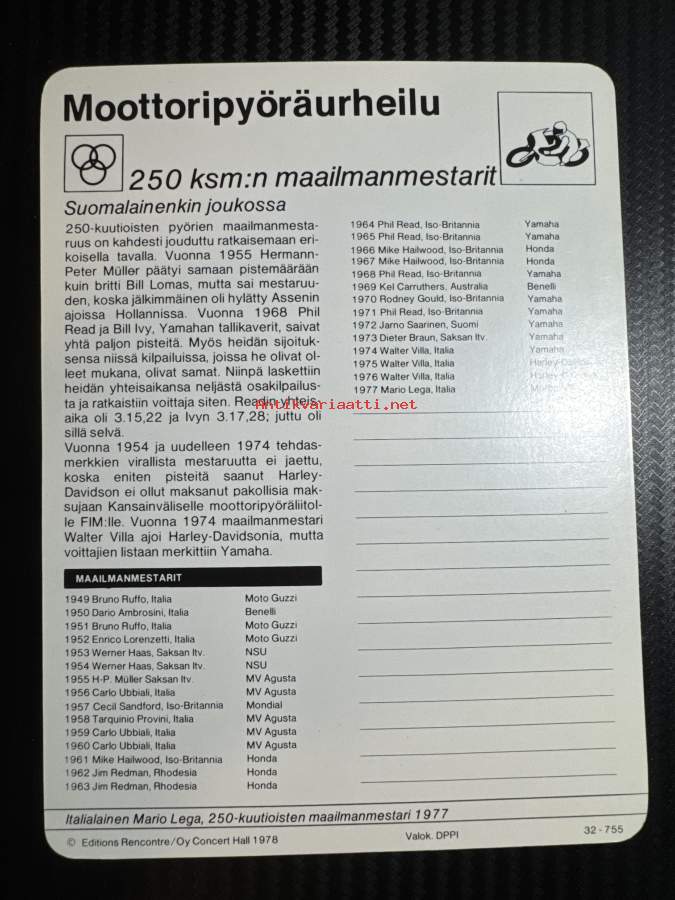 Moottoripyöräurheilu
250 ksm:n maailmanmestarit
Suomalainenkin joukossa
250-kuutioisten pyörien maailmanmesta-
ruus on kahdesti jouduttu ratkaisemaan eri-
koisella tavalla. Vuonna 1955 Hermann-
Peter Müller päätyi samaan pistemäärään
kuin britti Bill Lomas, mutta sai mestaruu-
den, koska jälkimmäinen oli hylätty Assenin
ajoissa Hollannissa. Vuonna 1968 Phil
Read ja Bill Ivy, Yamahan tallikaverit, saivat
yhtä paljon pisteitä. Myös heidän sijoituk-
sensa niissä kilpailuissa, joissa he olivat ol-
leet mukana, olivat samat. Niinpä laskettiin
heidän yhteisaikansa neljästä osakilpailus-
ta ja ratkaistiin voittaja siten. Readin yhteis-
aika oli 3.15,22 ja Ivyn 3.17,28; juttu oli
sillä selvä.
Vuonna 1954 ja uudelleen 1974 tehdas-
merkkien virallista mestaruutta ei jaettu,
koska eniten pisteitä saanut Harley-
Davidson ei ollut maksanut pakollisia mak-
sujaan Kansainväliselle moottoripyöräliitol-
le FIM:lle. Vuonna 1974 maailmanmestari
Walter Villa ajoi Harley-Davidsonia, mutta
voittajien listaan merkittiin Yamaha.
MAAILMANMESTARIT
1949 Bruno Ruffo, Italia Moto Guzzi
1950 Dario Ambrosini, Italia Benelli
1951 Bruno Ruffo, Italia Moto Guzzi
1952 Enrico Lorenzetti, Italia Moto Guzzi
1953 Werner Haas, Saksan ltv. NSU
1954 Werner Haas, Saksan ltv. NSU
1955 H-P. Müller Saksan ltv. MV Agusta
1956 Carlo Ubbiali, Italia MV Agusta
1957 Cecil Sandford, Iso-Britannia Mondial
1958 Tarquinio Provini, Italia MV Agusta
1959 Carlo Ubbiali, Italia MV Agusta
1960 Carlo Ubbiali, Italia MV Agusta
1961 Mike Hailwood, Iso-Britannia Honda
1962 Jim Redman, Rhodesia Honda
1963 Jim Redman, Rhodesia Honda
1964 Phil Read, Iso-Britannia Yamaha
1965 Phil Read, Iso-Britannia Yamaha
1966 Mike Hailwood, Iso-Britannia Honda
1967 Mike Hailwood, Iso-Britannia Honda
1968 Phil Read, Iso-Britannia Yamaha
1969 Kel Carruthers, Australia Benelli
1970 Rodney Gould, Iso-Britannia Yamaha
1971 Phil Read, Iso-Britannia Yamaha
1972 Jarno Saarinen, Suomi Yamaha
1973 Dieter Braun, Saksan ltv. Yamaha
1974 Walter Villa, Italia Yamaha
1975 Walter Villa, Italia
1976 Walter Villa, Italia
1977 Mario Lega, Italia
Antikvariaatti.net
Italialainen Mario Lega, 250-kuutioisten maailmanmestari 1977
© Editions Rencontre/Oy Concert Hall 1978 Valok. DPPI 32-755